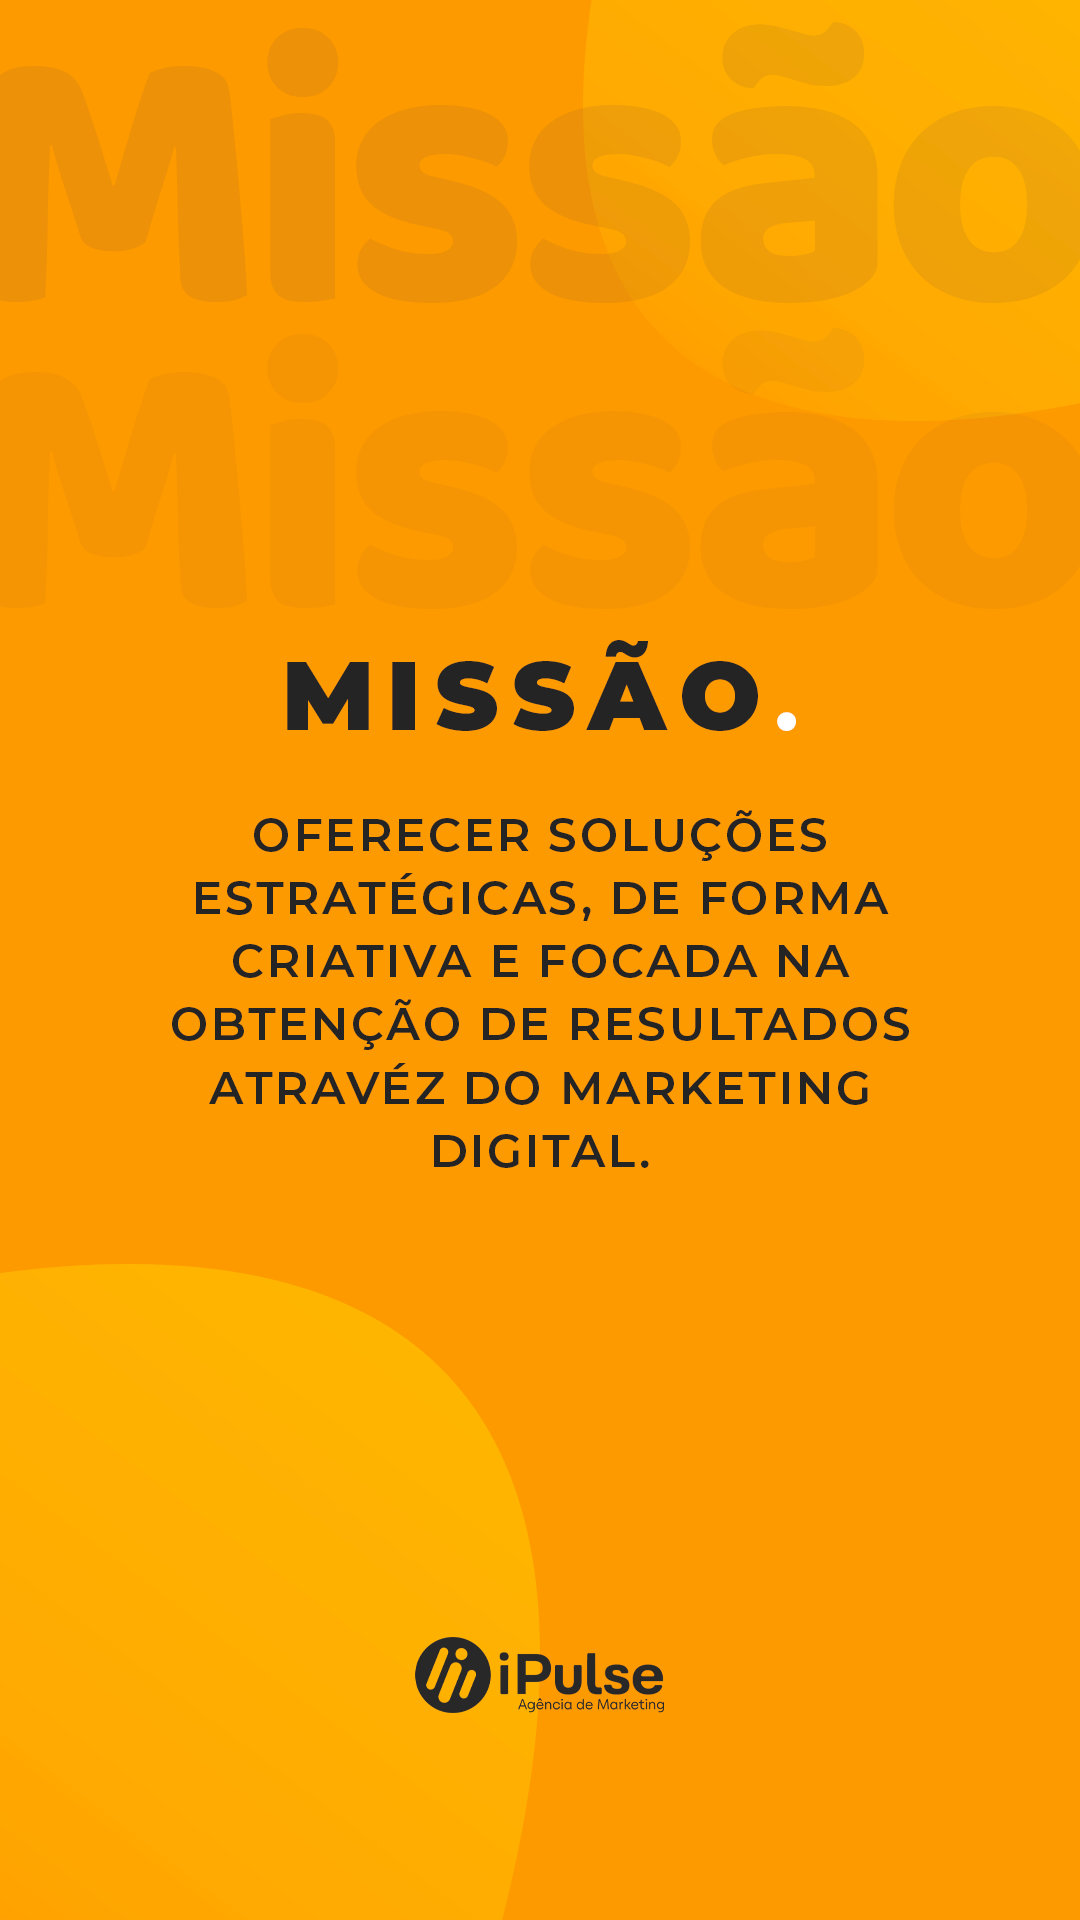 Missão
Missão
MISSÃO.
OFERECER SOLUÇÕES
ESTRATÉGICAS, DE FORMA
CRIATIVA E FOCADA NA
OBTENÇÃO DE RESULTADOS
ATRAVÉZ DO MARKETING
DIGITAL.
iPulse
Agência de Marketing